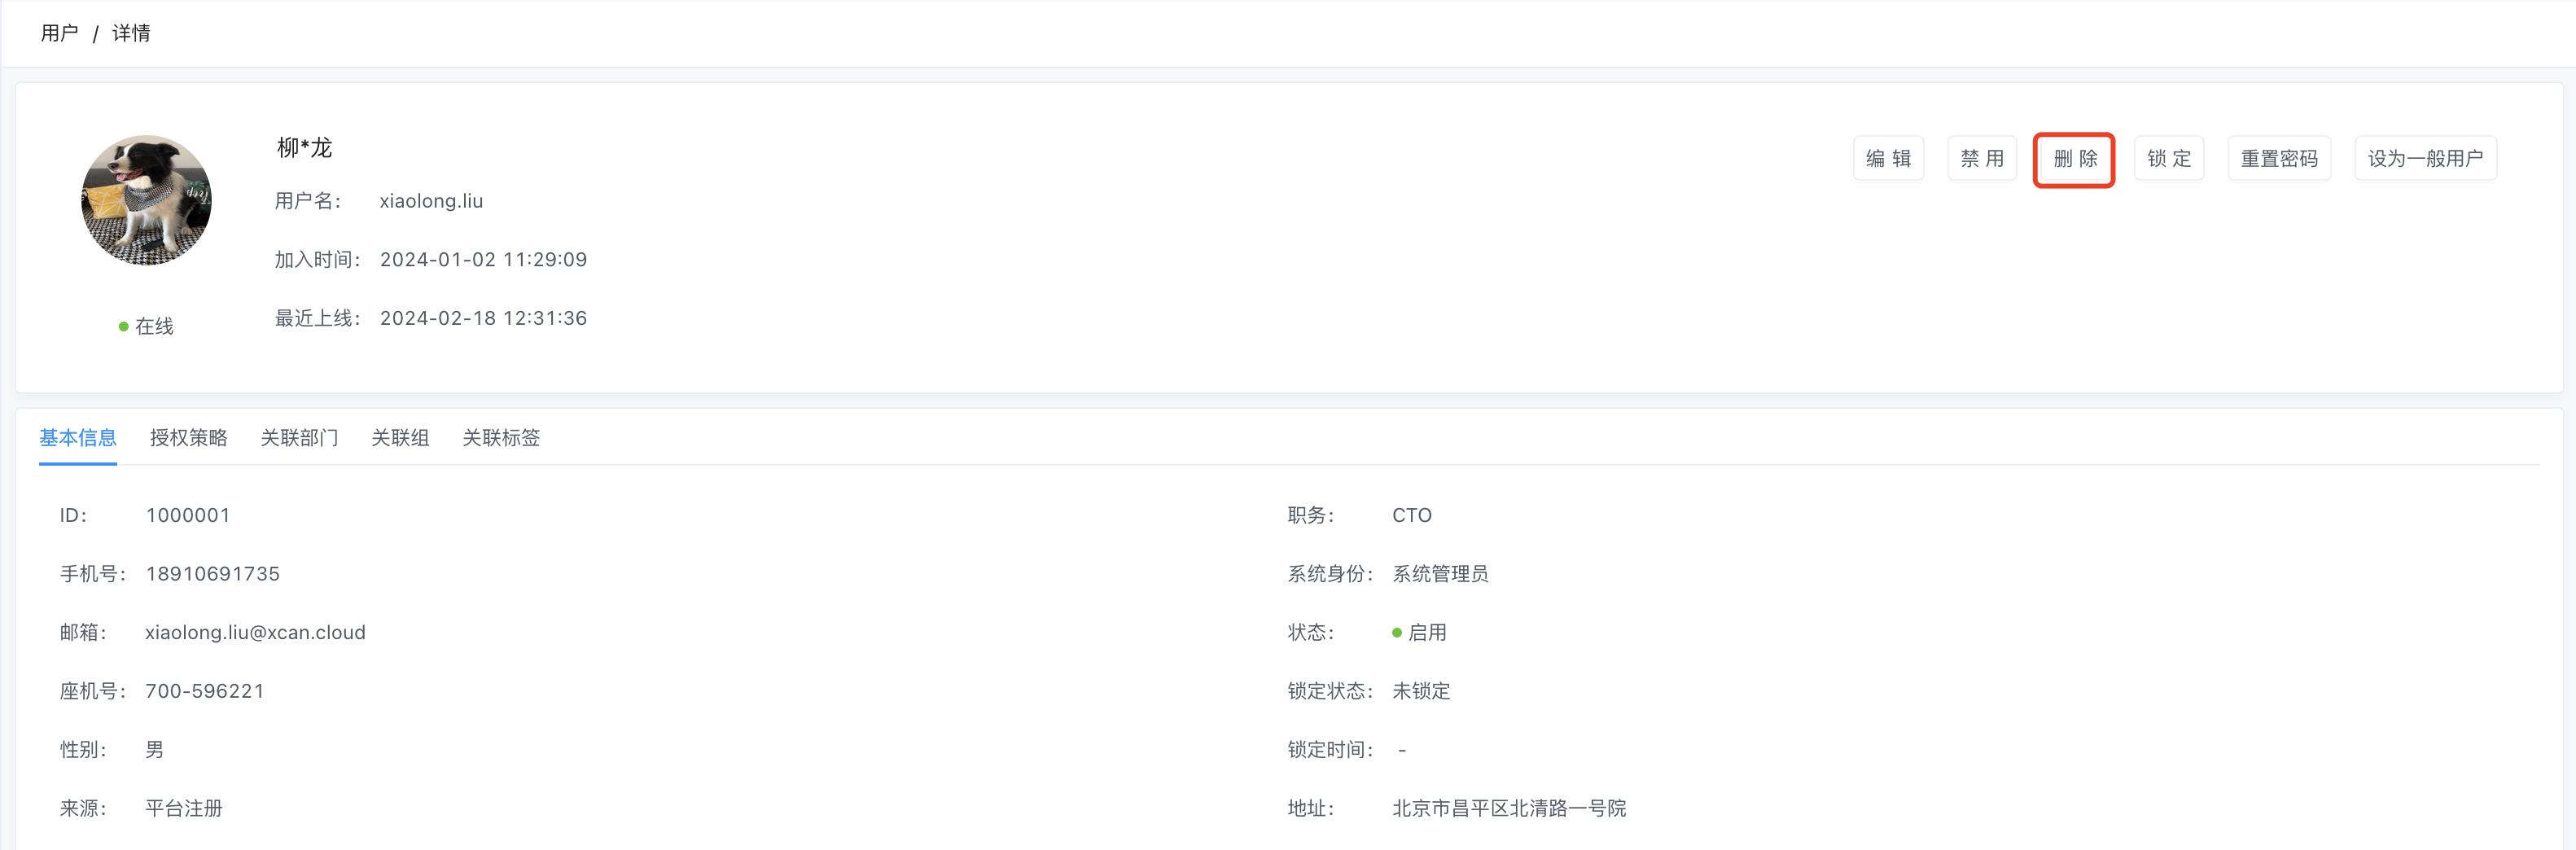 用户 / 详情
柳*龙
编 辑 禁 用 删 除 锁 定 重置密码 设为一般用户
用户名： xiaolong.liu
加入时间： 2024-01-02 11:29:09
最近上线： 2024-02-18 12:31:36
在线
基本信息 授权策略 关联部门 关联组 关联标签
ID： 1000001 职务： CTO
手机号： 18910691735 系统身份： 系统管理员
邮箱： xiaolong.liu@xcan.cloud 状态： 启用
座机号： 700-596221 锁定状态： 未锁定
性别： 男 锁定时间： -
来源： 平台注册 地址： 北京市昌平区北清路一号院